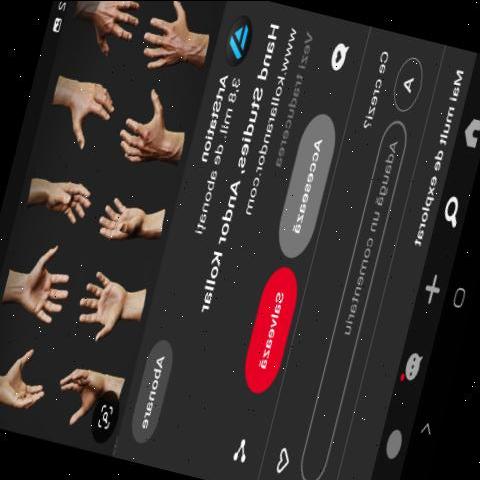 ArtStation
3.8 mil. de abonați
Abonare
Hand Studies, Andor Kollar
www.kollarandor.com
Vezi traducerea
Accesează
Salvează
Ce crezi?
A
Adaugă un comentariu
Mai mult de explorat